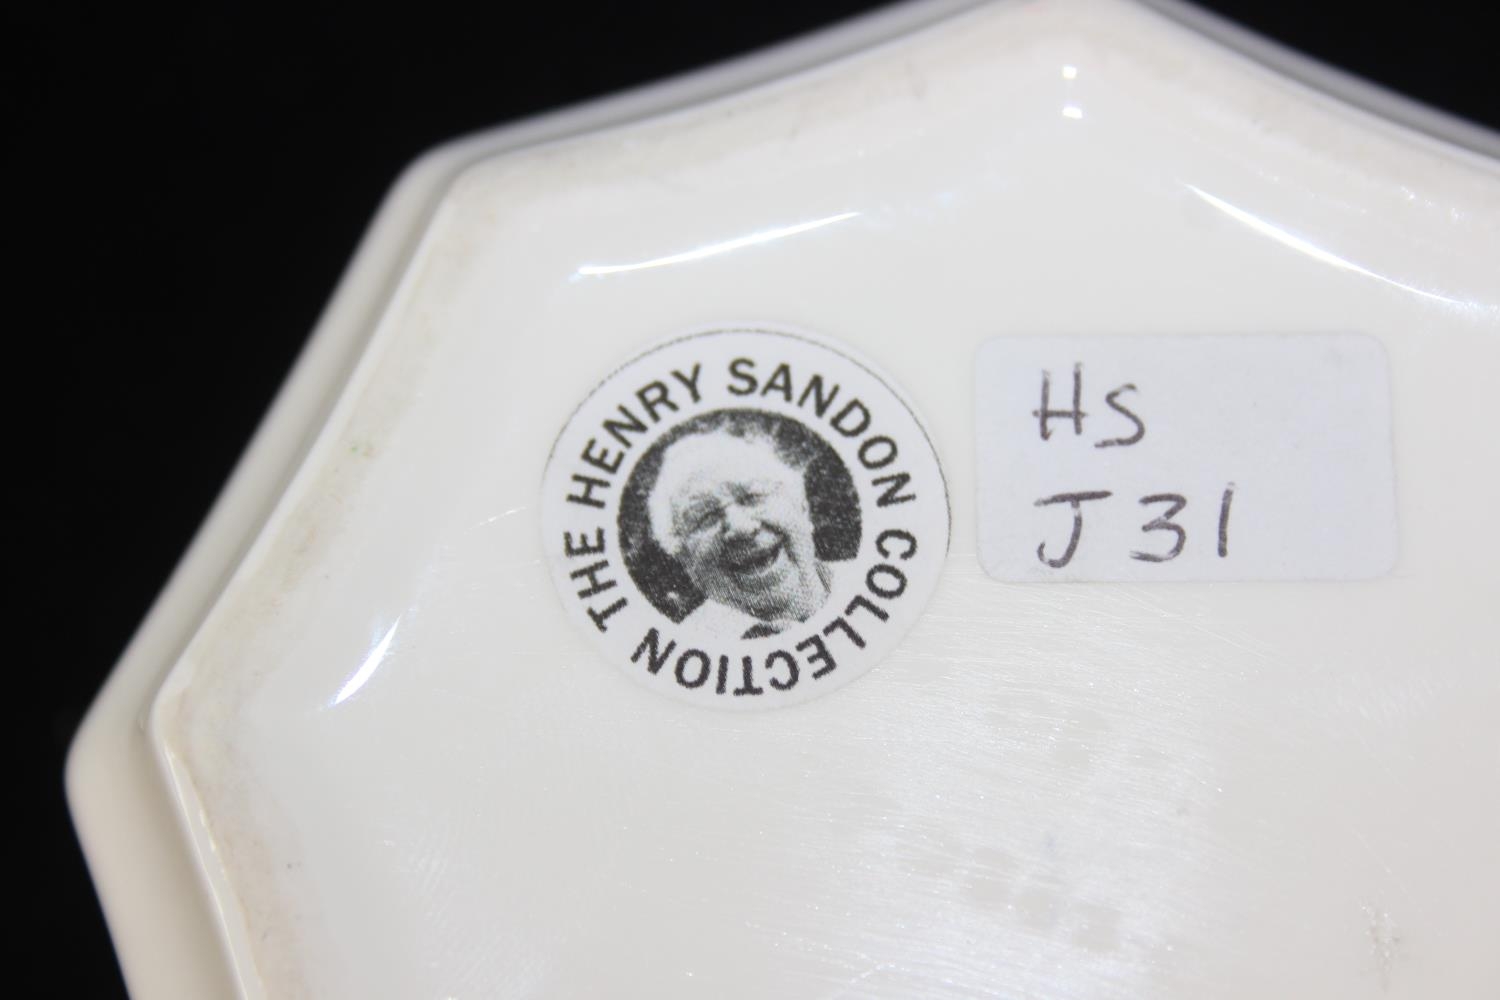 THE HENRY SANDON COLLECTION
HS
J31